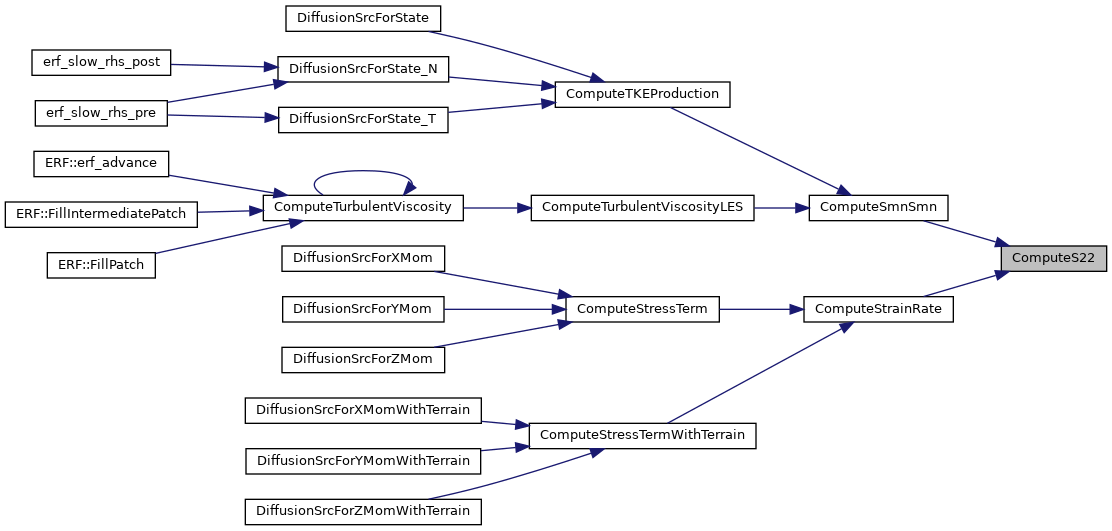 DiffusionSrcForState
erf_slow_rhs_post
DiffusionSrcForState_N
ComputeTKEProduction
erf_slow_rhs_pre
DiffusionSrcForState_T
ERF::erf_advance
ERF::FillIntermediatePatch
ComputeTurbulentViscosity
ComputeTurbulentViscosityLES
ComputeSmnSmn
ERF::FillPatch
ComputeS22
DiffusionSrcForXMom
DiffusionSrcForYMom
ComputeStressTerm
ComputeStrainRate
DiffusionSrcForZMom
DiffusionSrcForXMomWithTerrain
ComputeStressTermWithTerrain
DiffusionSrcForYMomWithTerrain
DiffusionSrcForZMomWithTerrain